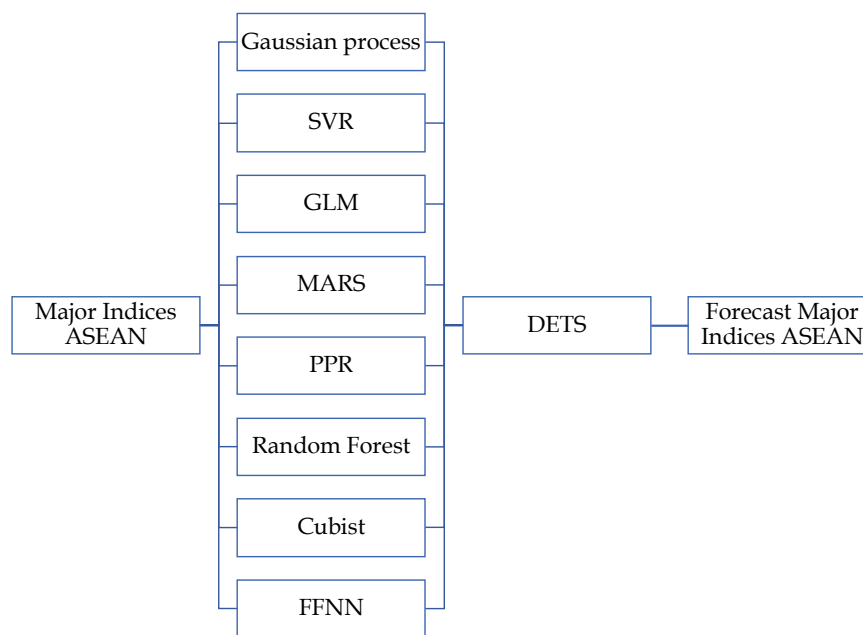 Gaussian process
SVR
GLM
MARS
Major Indices
ASEAN
DETS
Forecast Major
Indices ASEAN
PPR
Random Forest
Cubist
FFNN